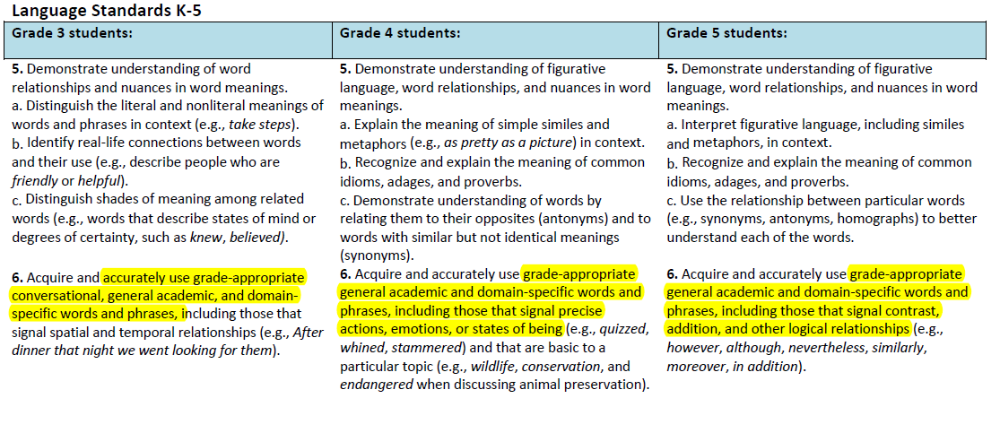 Language Standards K-5
Grade 3 students:
Grade 4 students:
Grade 5 students:
5. Demonstrate understanding of word
relationships and nuances in word meanings.
a. Distinguish the literal and nonliteral meanings of
words and phrases in context (e.g., take steps).
b. Identify real-life connections between words
and their use (e.g., describe people who are
friendly or helpful).
c. Distinguish shades of meaning among related
words (e.g., words that describe states of mind or
degrees of certainty, such as knew, believed).
6. Acquire and accurately use grade-appropriate
conversational, general academic, and domain-
specific words and phrases, including those that
signal spatial and temporal relationships (e.g., After
dinner that night we went looking for them).
5. Demonstrate understanding of figurative
language, word relationships, and nuances in word
meanings.
a. Explain the meaning of simple similes and
metaphors (e.g., as pretty as a picture) in context.
b. Recognize and explain the meaning of common
idioms, adages, and proverbs.
c. Demonstrate understanding of words by
relating them to their opposites (antonyms) and to
words with similar but not identical meanings
(synonyms).
6. Acquire and accurately use grade-appropriate
general academic and domain-specific words and
phrases, including those that signal precise
actions, emotions, or states of being (e.g., quizzed,
whined, stammered) and that are basic to a
particular topic (e.g., wildlife, conservation, and
endangered when discussing animal preservation).
5. Demonstrate understanding of figurative
language, word relationships, and nuances in word
meanings.
a. Interpret figurative language, including similes
and metaphors, in context.
b. Recognize and explain the meaning of common
idioms, adages, and proverbs.
c. Use the relationship between particular words
(e.g., synonyms, antonyms, homographs) to better
understand each of the words.
6. Acquire and accurately use grade-appropriate
general academic and domain-specific words and
phrases, including those that signal contrast,
addition, and other logical relationships (e.g.,
however, although, nevertheless, similarly,
moreover, in addition).